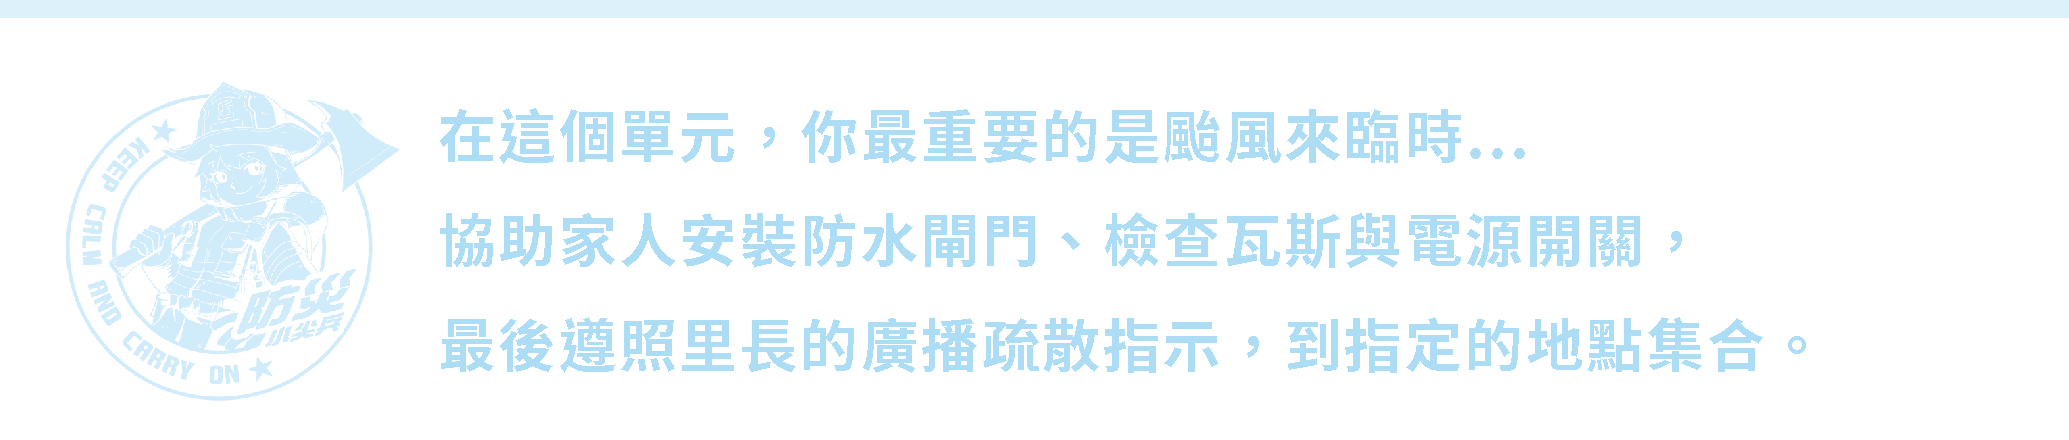 在這個單元，你最重要的是颱風來臨時...
協助家人安裝防水閘門、檢查瓦斯與電源開關，
最後遵照里長的廣播疏散指示，到指定的地點集合。
KEEP CALM AND CARRY ON
防災
小尖兵